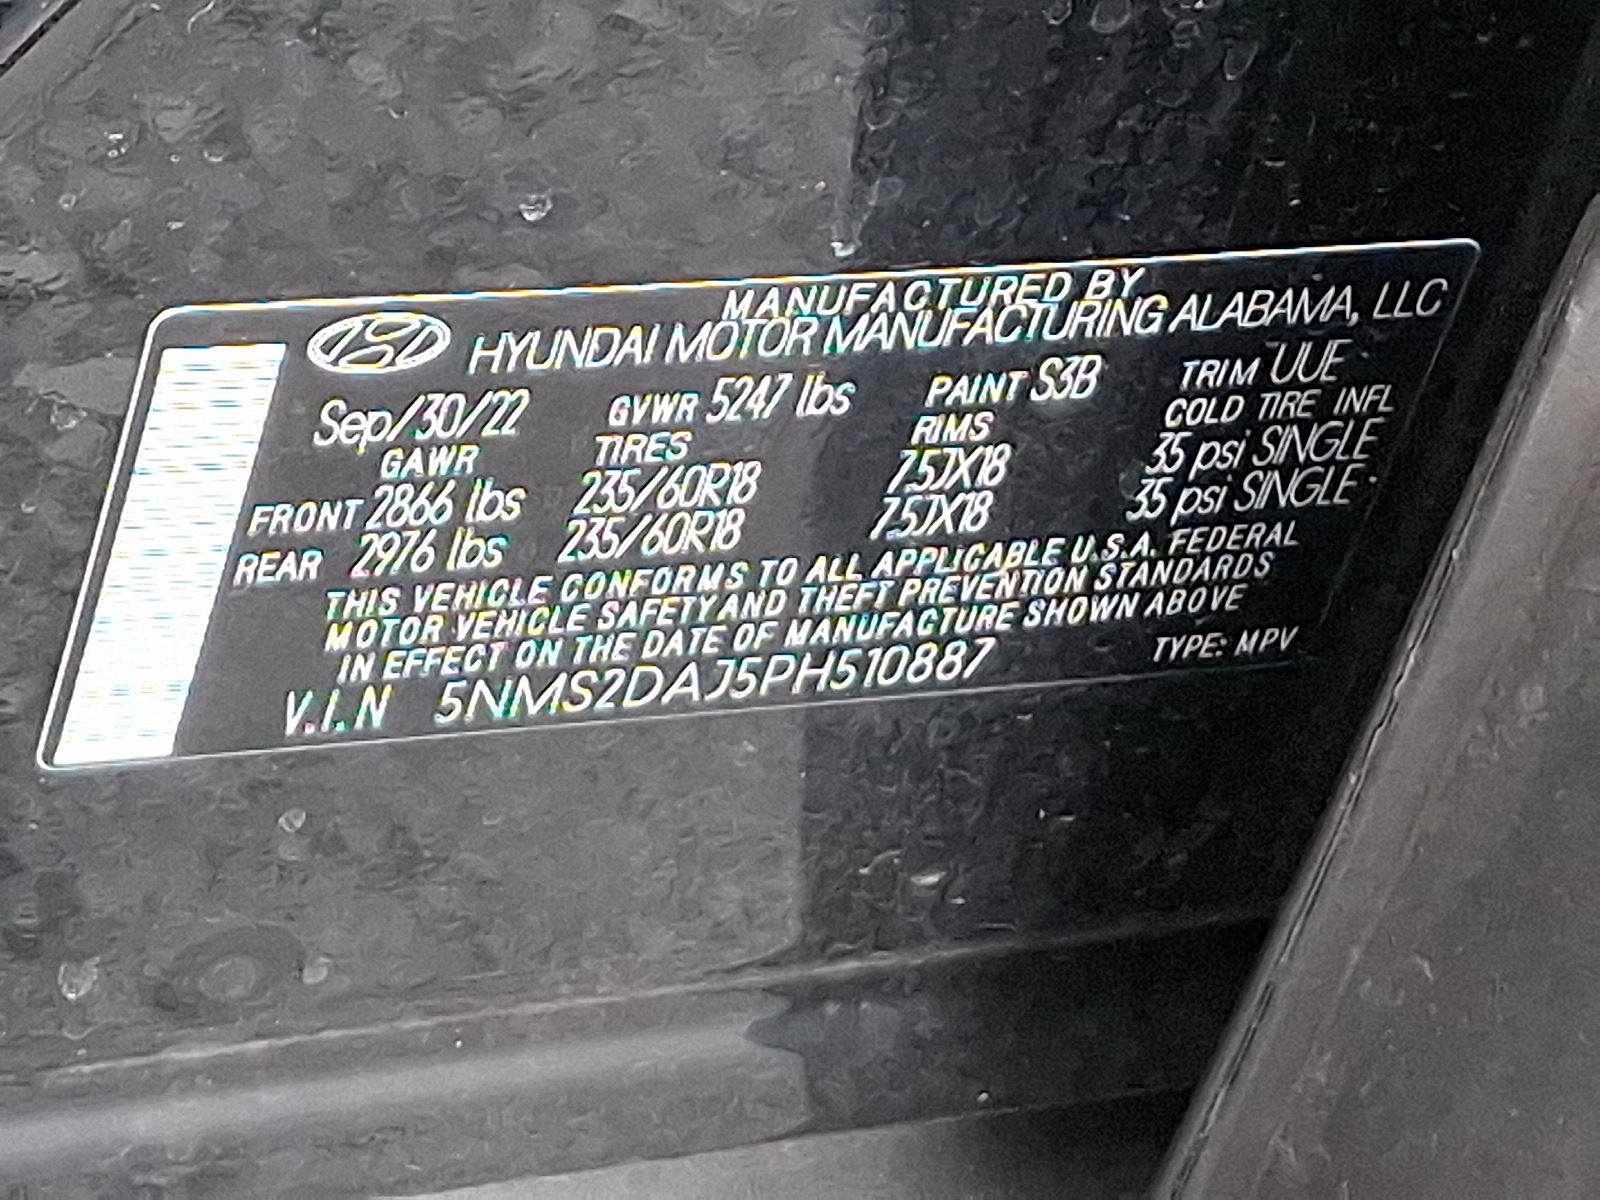 MANUFACTURED BY
HYUNDAI MOTOR MANUFACTURING ALABAMA, LLC
Sep/30/22 GVWR 5247 lbs PAINT S3B TRIM UUE
GAWR TIRES RIMS COLD TIRE INFL
FRONT 2866 lbs 235/60R18 7.5JX18 35 psi SINGLE
REAR 2976 lbs 235/60R18 7.5JX18 35 psi SINGLE
THIS VEHICLE CONFORMS TO ALL APPLICABLE U.S.A. FEDERAL
MOTOR VEHICLE SAFETY AND THEFT PREVENTION STANDARDS
IN EFFECT ON THE DATE OF MANUFACTURE SHOWN ABOVE
V.I.N 5NMS2DAJ5PH510887 TYPE: MPV